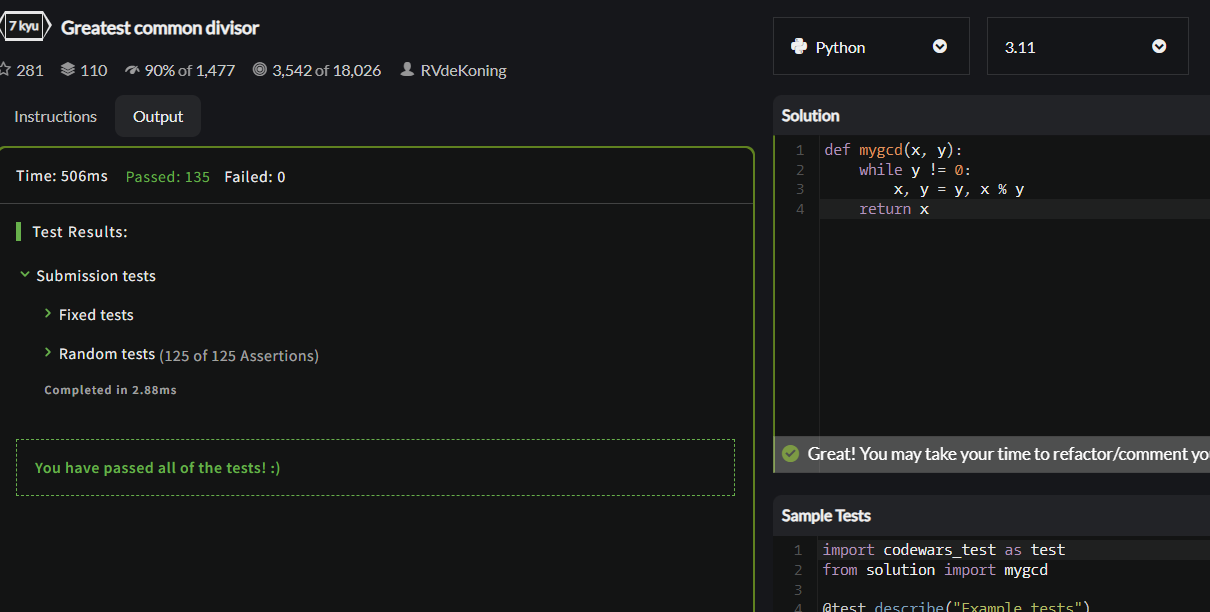 7 kyu Greatest common divisor
281 110 90% of 1,477 3,542 of 18,026 RVdeKoning
Instructions Output
Time: 506ms Passed: 135 Failed: 0
Test Results:
Submission tests
Fixed tests
Random tests (125 of 125 Assertions)
Completed in 2.88ms
You have passed all of the tests! :)
Python 3.11
Solution
1 def mygcd(x, y):
2 while y != 0:
3 x, y = y, x % y
4 return x
Great! You may take your time to refactor/comment yo
Sample Tests
1 import codewars_test as test
2 from solution import mygcd
3
4 @test.describe("Example tests")